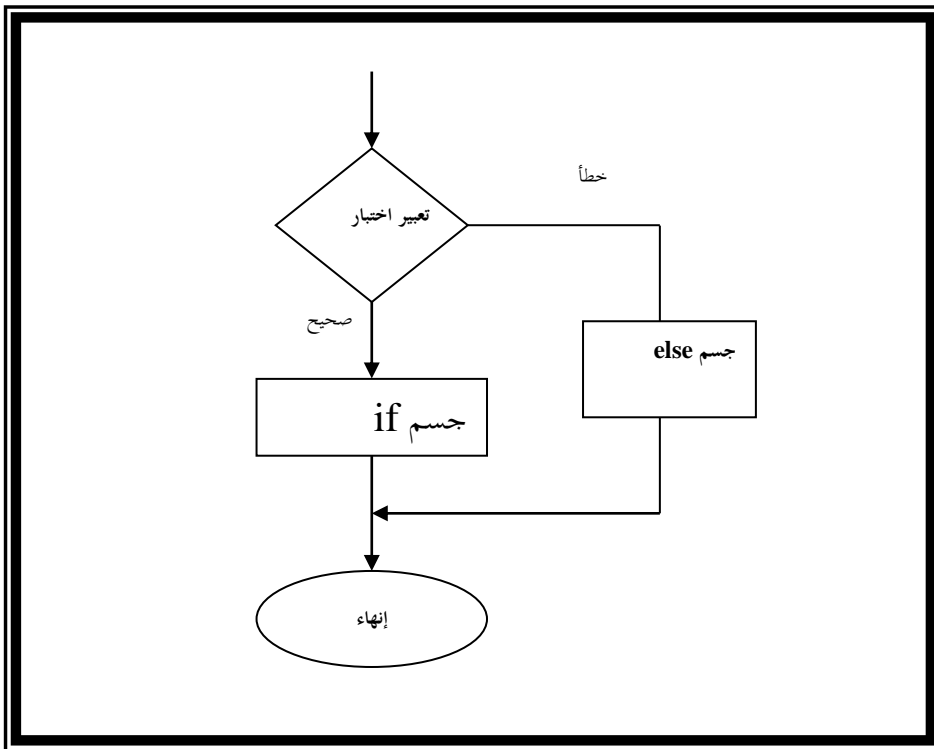 خطأ
تعبير اختبار
صحيح
جسم else
جسم if
إنهاء